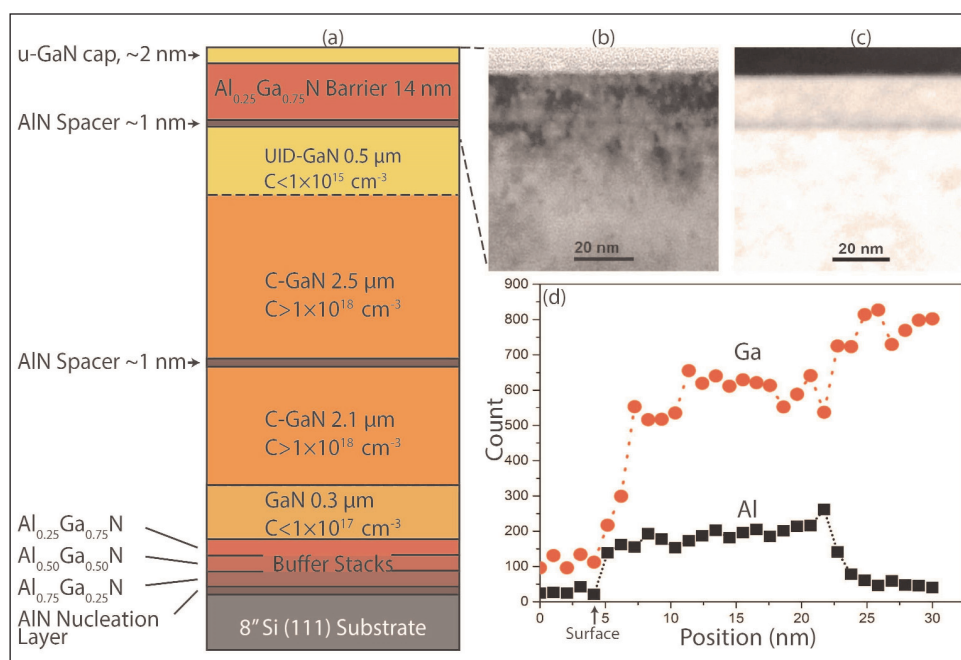 (a)
u-GaN cap, ~2 nm
Al0.25Ga0.75N Barrier 14 nm
AlN Spacer ~1 nm
UID-GaN 0.5 µm
C<1×10^15 cm^-3
C-GaN 2.5 µm
C>1×10^18 cm^-3
AlN Spacer ~1 nm
C-GaN 2.1 µm
C>1×10^18 cm^-3
GaN 0.3 µm
C<1×10^17 cm^-3
Al0.25Ga0.75N
Al0.50Ga0.50N
Al0.75Ga0.25N
AlN Nucleation
Layer
Buffer Stacks
8" Si (111) Substrate
(b)
20 nm
(c)
20 nm
(d)
Count
900
800
700
600
500
400
300
200
100
0
Ga
Al
0 5 10 15 20 25 30
Surface
Position (nm)